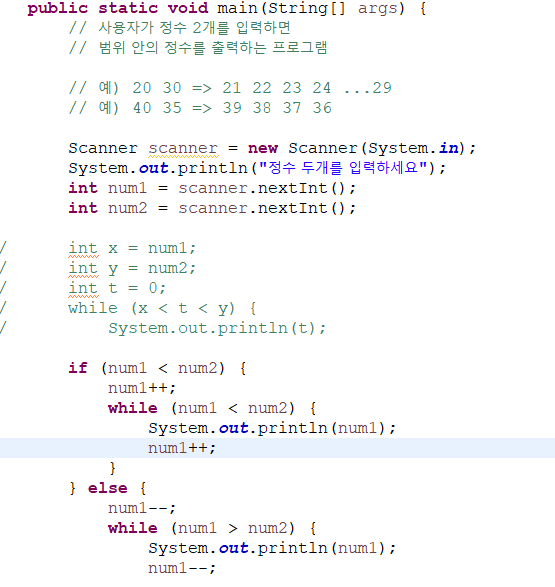 public static void main(String[] args) {
// 사용자가 정수 2개를 입력하면
// 범위 안의 정수를 출력하는 프로그램
// 예) 20 30 => 21 22 23 24 ...29
// 예) 40 35 => 39 38 37 36
Scanner scanner = new Scanner(System.in);
System.out.println("정수 두개를 입력하세요");
int num1 = scanner.nextInt();
int num2 = scanner.nextInt();
/ int x = num1;
/ int y = num2;
/ int t = 0;
/ while (x < t < y) {
/ System.out.println(t);
if (num1 < num2) {
num1++;
while (num1 < num2) {
System.out.println(num1);
num1++;
}
} else {
num1--;
while (num1 > num2) {
System.out.println(num1);
num1--;